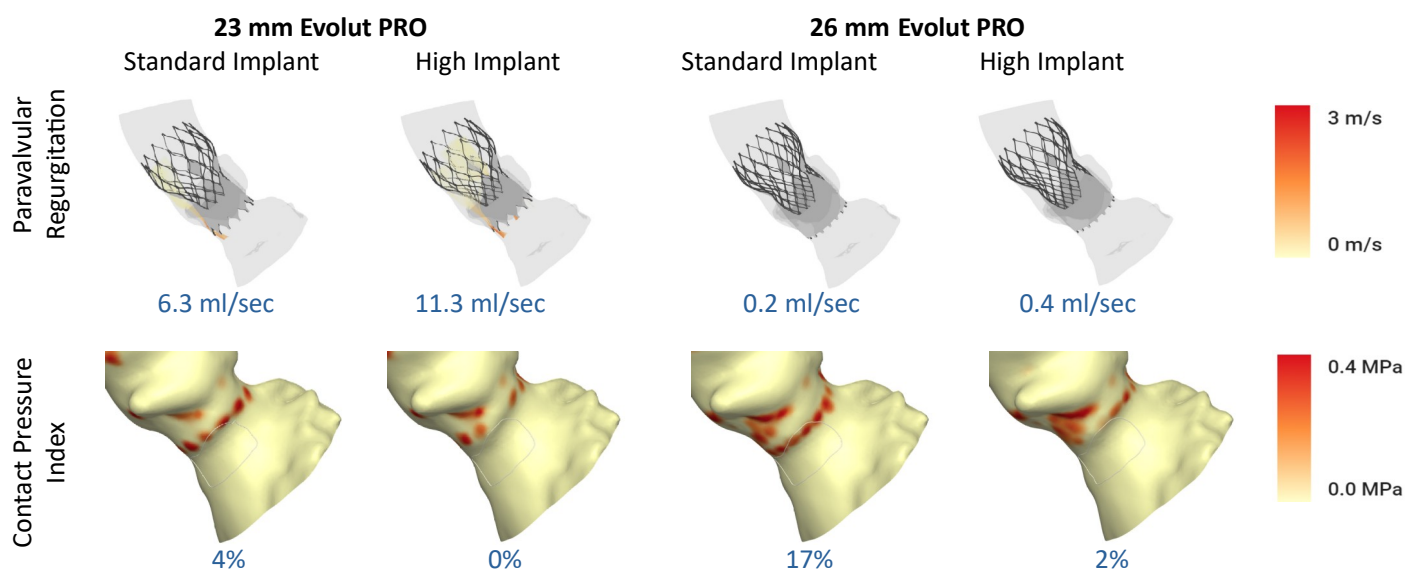 23 mm Evolut PRO
26 mm Evolut PRO
Standard Implant
High Implant
Standard Implant
High Implant
Paravalvular
Regurgitation
3 m/s
0 m/s
6.3 ml/sec
11.3 ml/sec
0.2 ml/sec
0.4 ml/sec
Contact Pressure
Index
0.4 MPa
0.0 MPa
4%
0%
17%
2%